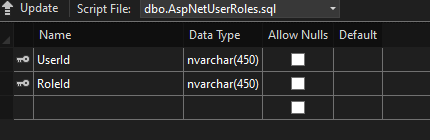 Update Script File: dbo.AspNetUserRoles.sql
Name Data Type Allow Nulls Default
UserId nvarchar(450)
RoleId nvarchar(450)